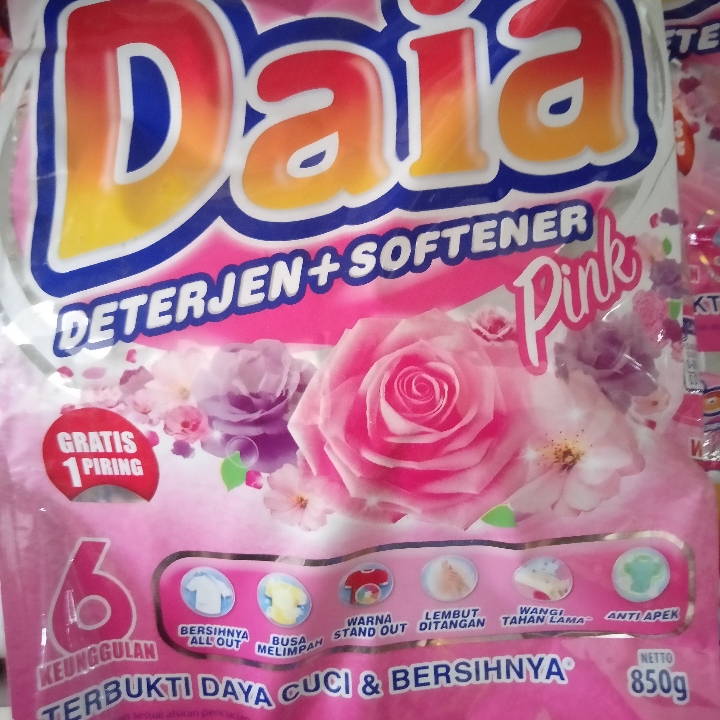 Daia
DETERJEN+SOFTENER
Pink
GRATIS
1 PIRING
6
KEUNGGULAN
BERSIHNYA
ALL OUT
BUSA
MELIMPAH
WARNA
STAND OUT
LEMBUT
DITANGAN
WANGI
TAHAN LAMA
ANTI APEK
TERBUKTI DAYA CUCI & BERSIHNYA
NETTO
850g